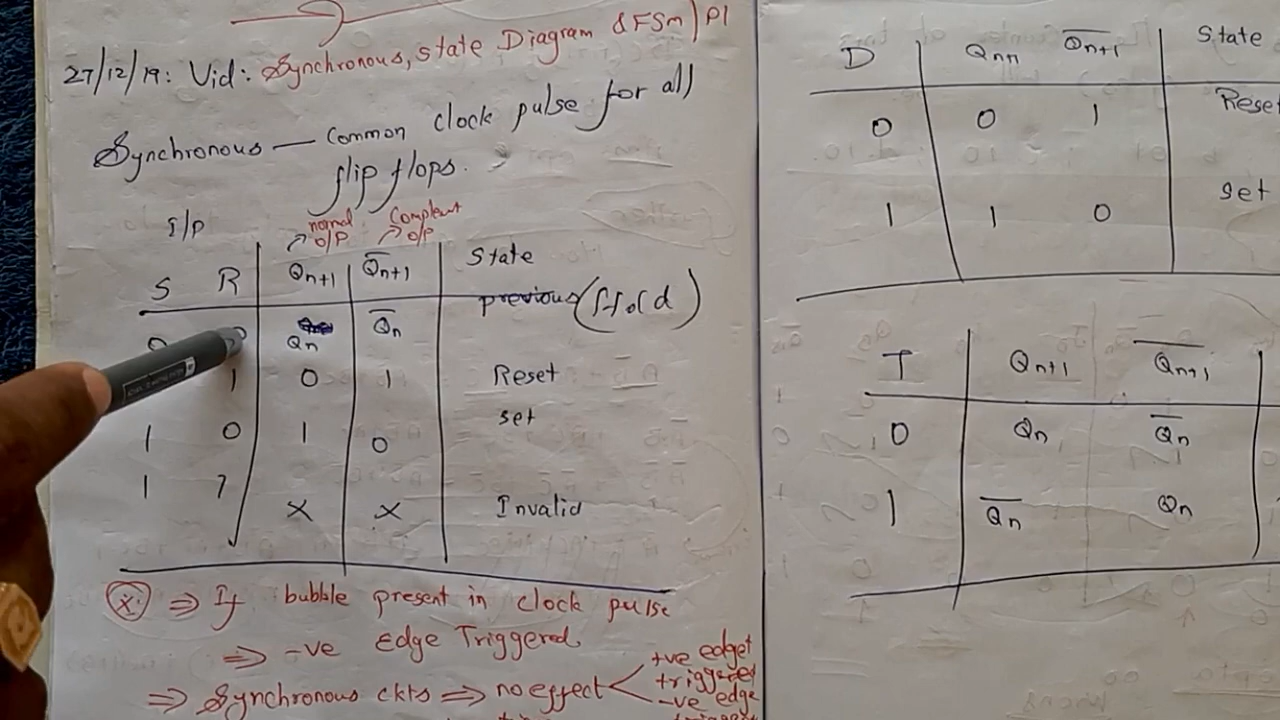 27/12/19: Vid: Synchronous, state Diagram &FSm/P1
Synchronous — Common clock pulse for all
flip flops.
I/P normal O/P Complement O/P
S R Qn+1 Q̅n+1 State
0 Qn Q̅n previous (Hold)
1 0 1 Reset
1 0 1 0 set
1 1 X X Invalid
(X) ⇒ If bubble present in clock pulse
⇒ -ve Edge Triggered
⇒ Synchronous ckts ⇒ no effect < +ve edget
triggered
-ve edge
D Qn+1 Q̅n+1 State
0 0 1 Reset
1 1 0 set
T Qn+1 Q̅n+1
0 Qn Q̅n
1 Q̅n Qn